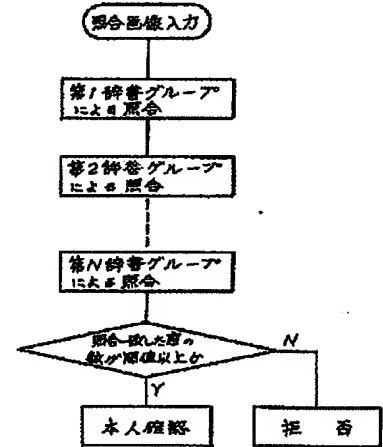 照合画像入力
第1辞書グループ
による照合
第2辞書グループ
による照合
第N辞書グループ
による照合
照合一致した
数が閾値以上か
N
Y
本人確認
拒否